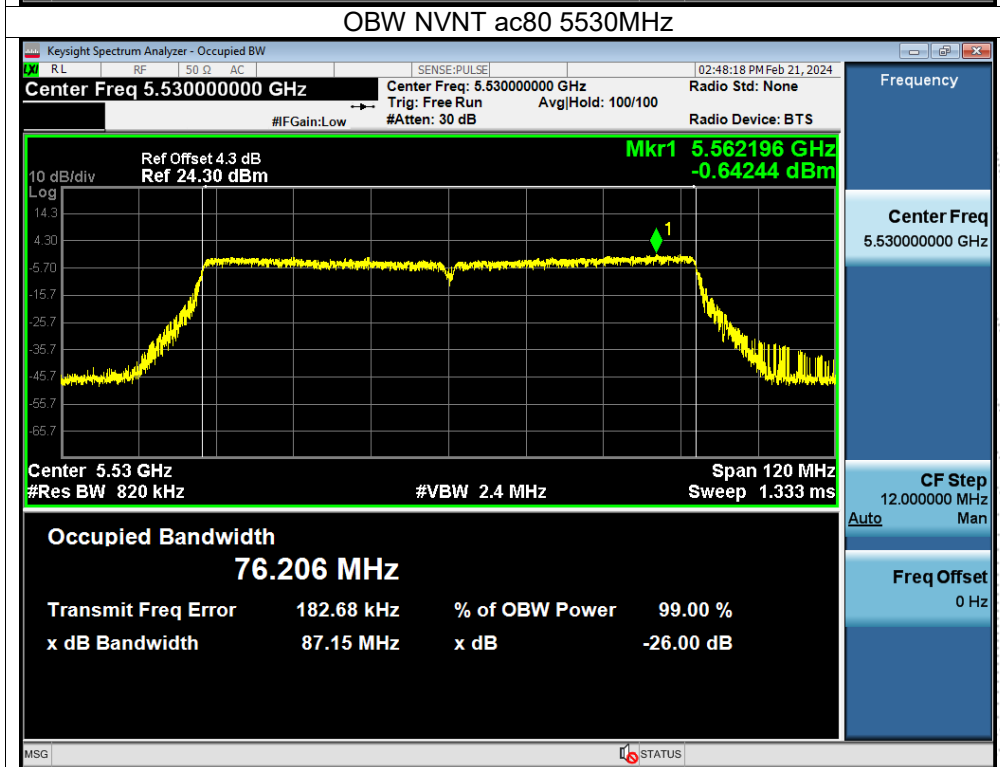 OBW NVNT ac80 5530MHz
Keysight Spectrum Analyzer - Occupied BW
LXI RL RF 50 Ω AC SENSE:PULSE 02:48:18 PM Feb 21, 2024
Center Freq 5.530000000 GHz Center Freq: 5.530000000 GHz Radio Std: None
Trig: Free Run Avg|Hold: 100/100
#IFGain:Low #Atten: 30 dB Radio Device: BTS
Frequency
Mkr1 5.562196 GHz
-0.64244 dBm
Ref Offset 4.3 dB
10 dB/div Ref 24.30 dBm
Log
14.3
4.30
-5.70
-15.7
-25.7
-35.7
-45.7
-55.7
-65.7
1
Center 5.53 GHz Span 120 MHz
#Res BW 820 kHz #VBW 2.4 MHz Sweep 1.333 ms
Center Freq
5.530000000 GHz
CF Step
12.000000 MHz
Auto Man
Freq Offset
0 Hz
Occupied Bandwidth
76.206 MHz
Transmit Freq Error 182.68 kHz % of OBW Power 99.00 %
x dB Bandwidth 87.15 MHz x dB -26.00 dB
MSG STATUS